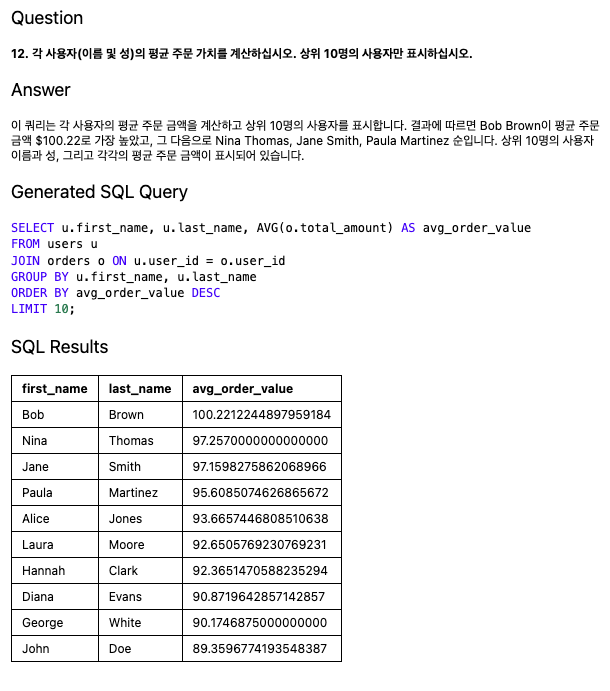 Question
12. 각 사용자(이름 및 성)의 평균 주문 가치를 계산하십시오. 상위 10명의 사용자만 표시하십시오.
Answer
이 쿼리는 각 사용자의 평균 주문 금액을 계산하고 상위 10명의 사용자를 표시합니다. 결과에 따르면 Bob Brown이 평균 주문
금액 $100.22로 가장 높았고, 그 다음으로 Nina Thomas, Jane Smith, Paula Martinez 순입니다. 상위 10명의 사용자
이름과 성, 그리고 각각의 평균 주문 금액이 표시되어 있습니다.
Generated SQL Query
SELECT u.first_name, u.last_name, AVG(o.total_amount) AS avg_order_value
FROM users u
JOIN orders o ON u.user_id = o.user_id
GROUP BY u.first_name, u.last_name
ORDER BY avg_order_value DESC
LIMIT 10;
SQL Results
first_name last_name avg_order_value
Bob Brown 100.2212244897959184
Nina Thomas 97.2570000000000000
Jane Smith 97.1598275862068966
Paula Martinez 95.6085074626865672
Alice Jones 93.6657446808510638
Laura Moore 92.6505769230769231
Hannah Clark 92.3651470588235294
Diana Evans 90.8719642857142857
George White 90.1746875000000000
John Doe 89.3596774193548387